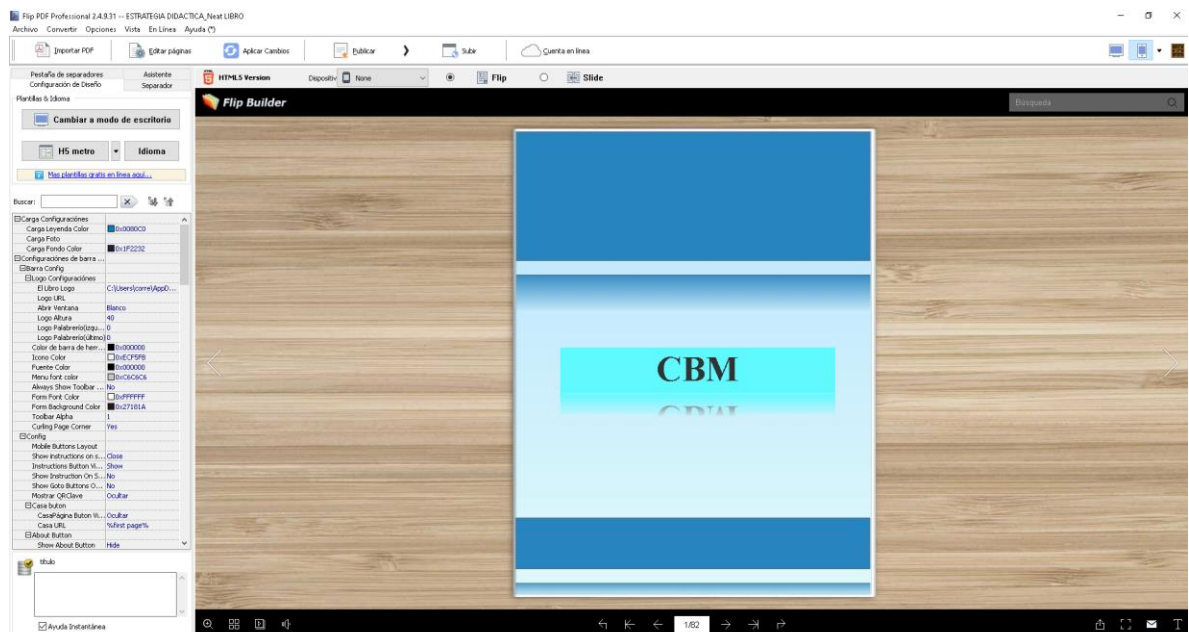 Flip PDF Professional 2.4.9.31 -- ESTRATEGIA DIDACTICA_Neat LIBRO
Archivo Convertir Opciones Vista En Línea Ayuda (*)
Importar PDF Editar páginas Aplicar Cambios Publicar Subir Cuenta en línea
Pestaña de separadores Asistente
Configuración de Diseño Separador
HTML5 Version Dispositiv None Flip Slide
Plantillas & Idioma
Flip Builder Búsqueda
Cambiar a modo de escritorio
H5 metro Idioma
Mas plantillas gratis en línea aquí...
Buscar:
Carga Configuraciónes
Carga Leyenda Color 0x0080C0
Carga Foto
Carga Fondo Color 0x1F2232
Configuraciónes de barra ...
Barra Config
Logo Configuraciónes
El Libro Logo C:\Users\corre\AppD...
Logo URL
Abrir Ventana Blanco
Logo Altura 40
Logo Palabrerío(izqu... 0
Logo Palabrerío(último) 0
Color de barra de herr... 0x000000
Icono Color 0xECF5FB
Fuente Color 0x000000
Menu font color 0xC6C6C6
Always Show Toolbar ... No
Form Font Color 0xFFFFFF
Form Background Color 0x27181A
Toolbar Alpha 1
Curling Page Corner Yes
Config
Mobile Buttons Layout
Show instructions on s... Close
Instructions Button Vi... Show
Show Instruction On S... No
Show Goto Buttons O... No
Mostrar QRClave Ocultar
Casa buton
CasaPágina Buton Vi... Ocultar
Casa URL %first page%
About Button
Show About Button Hide
título
Ayuda Instantánea
CBM
1/82